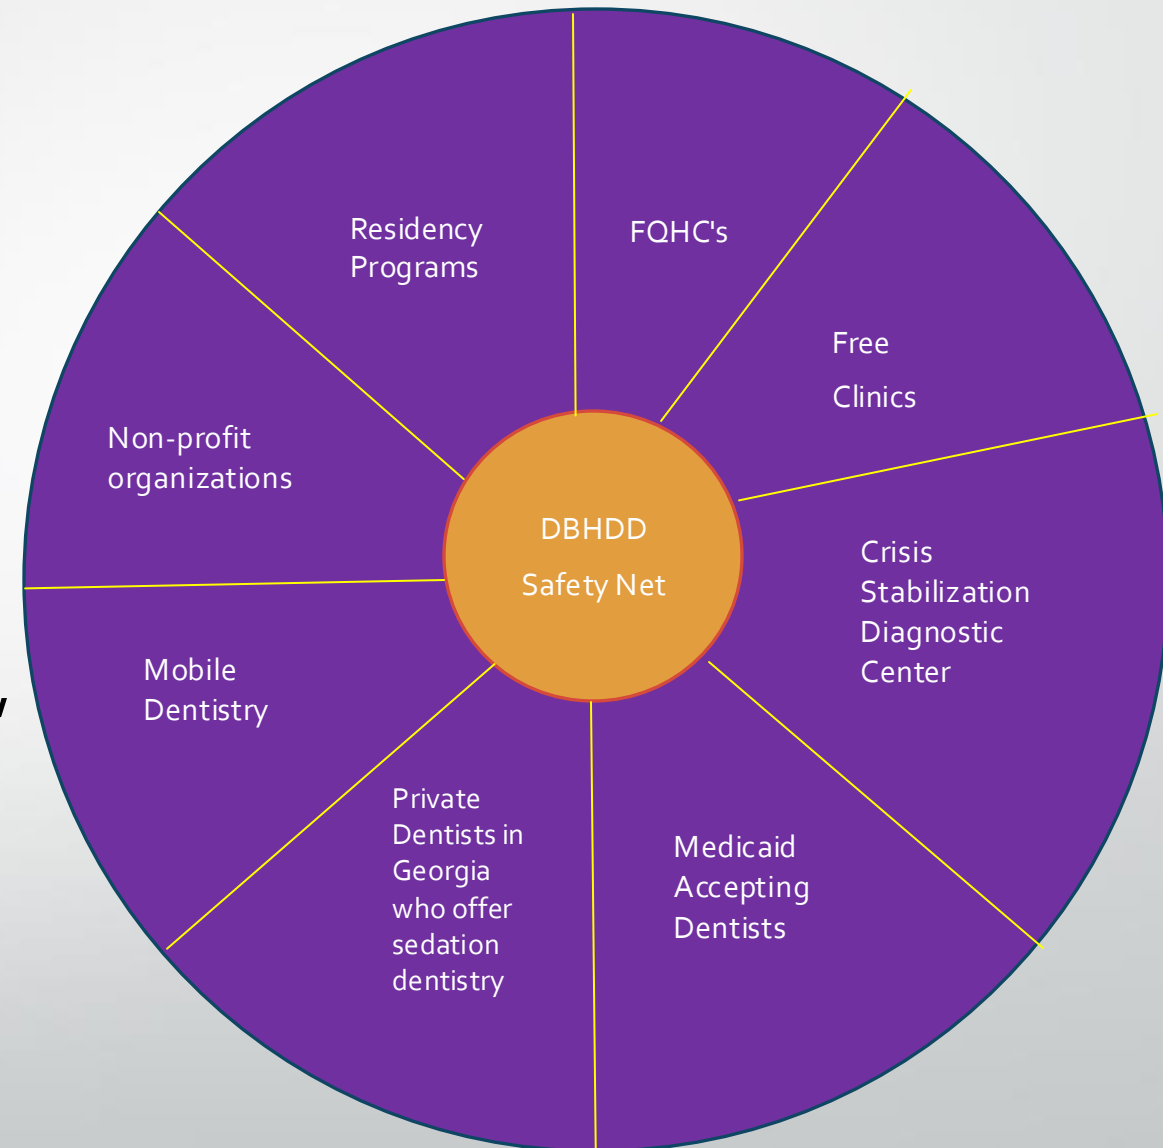 Residency
Programs
FQHC's
Free
Clinics
Non-profit
organizations
DBHDD
Safety Net
Crisis
Stabilization
Diagnostic
Center
Mobile
Dentistry
Private
Dentists in
Georgia
who offer
sedation
dentistry
Medicaid
Accepting
Dentists